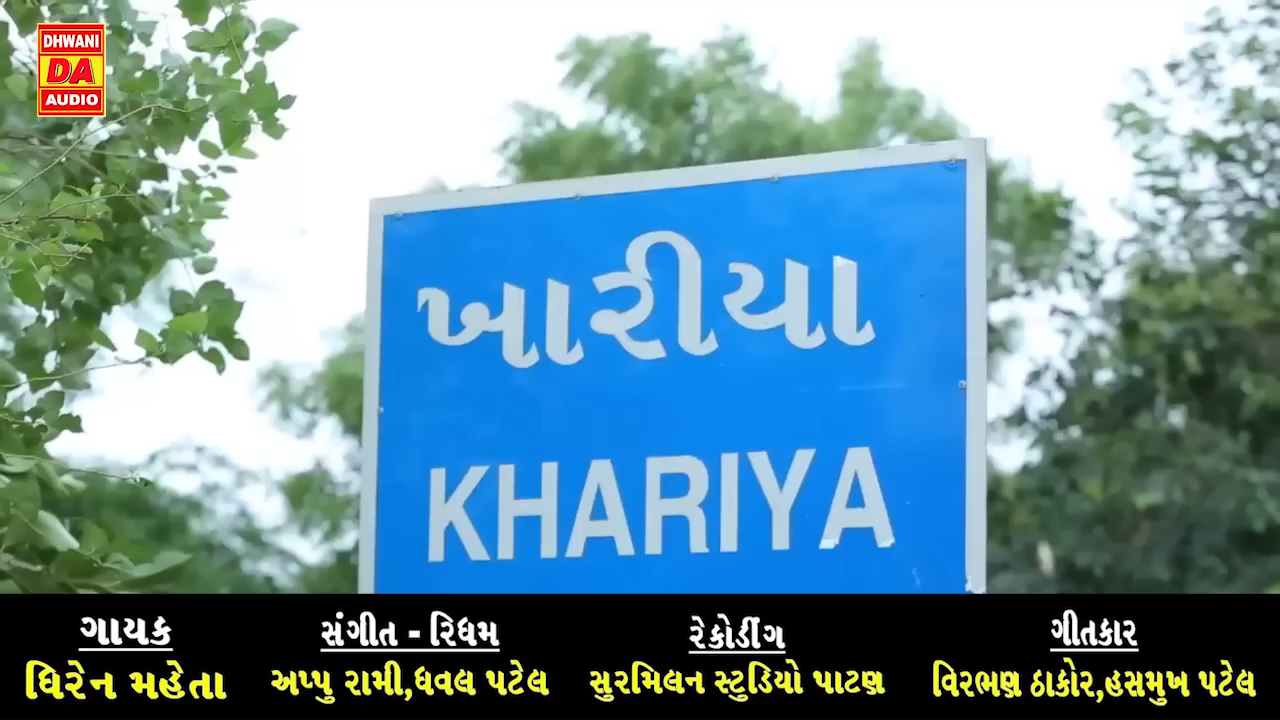 DHWANI
DA
AUDIO
ખારીયા
KHARIYA
ગાયક
ધિરેન મહેતા
સંગીત - રિધમ
અપ્પુ રામી,ધવલ પટેલ
રેકોર્ડીંગ
સુરમિલન સ્ટુડિયો પાટણ
ગીતકાર
વિરભણ ઠાકોર,હસમુખ પટેલ